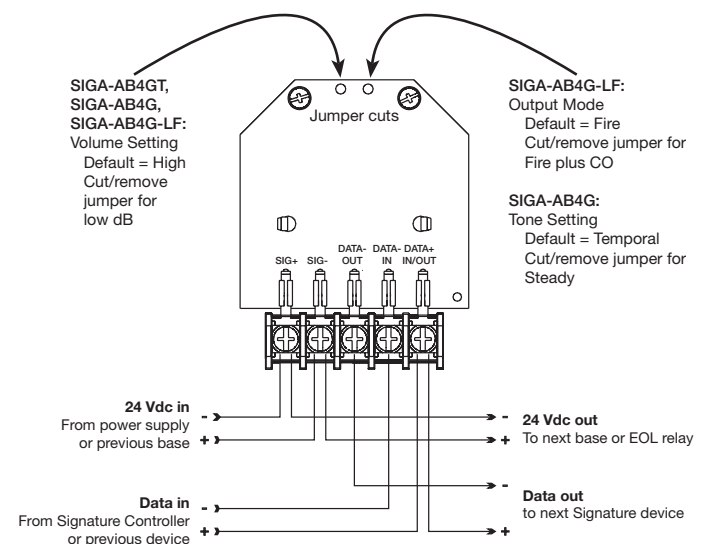 SIGA-AB4GT,
SIGA-AB4G,
SIGA-AB4G-LF:
Volume Setting
Default = High
Cut/remove
jumper for
low dB
Jumper cuts
SIGA-AB4G-LF:
Output Mode
Default = Fire
Cut/remove jumper for
Fire plus CO
SIGA-AB4G:
Tone Setting
Default = Temporal
Cut/remove jumper for
Steady
SIG+
SIG-
DATA-
OUT
DATA-
IN
DATA+
IN/OUT
24 Vdc in
From power supply
or previous base
-
+
-
+
24 Vdc out
To next base or EOL relay
Data in
From Signature Controller
or previous device
-
+
-
+
Data out
to next Signature device